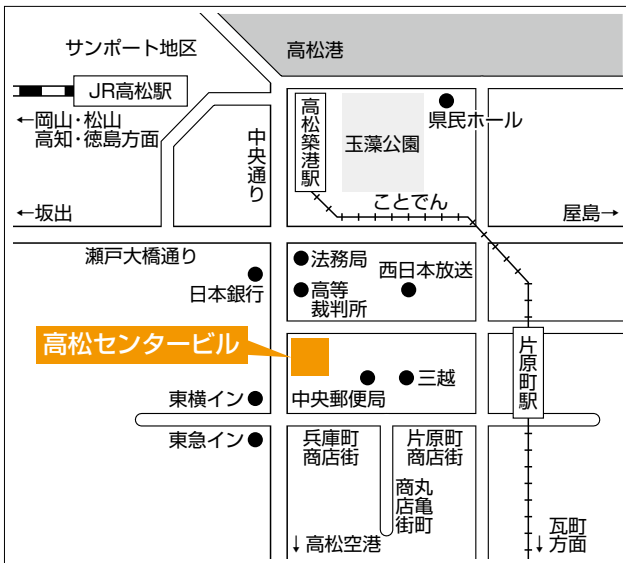 サンポート地区
高松港
JR高松駅
←岡山・松山
高知・徳島方面
中央通り
高松築港駅
玉藻公園
県民ホール
ことでん
←坂出
屋島→
瀬戸大橋通り
日本銀行
法務局
高等
裁判所
西日本放送
高松センタービル
片原町駅
三越
中央郵便局
東横イン
東急イン
兵庫町
商店街
片原町
商店街
丸亀町
商店街
↓高松空港
瓦町
↓方面